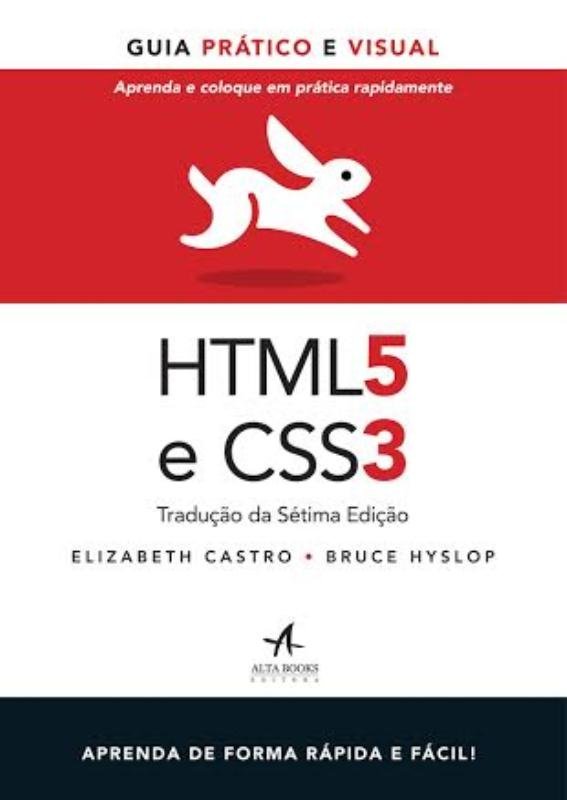 GUIA PRÁTICO E VISUAL
Aprenda e coloque em prática rapidamente
HTML5
e CSS3
Tradução da Sétima Edição
ELIZABETH CASTRO • BRUCE HYSLOP
ALTA BOOKS
EDITORA
APRENDA DE FORMA RÁPIDA E FÁCIL!